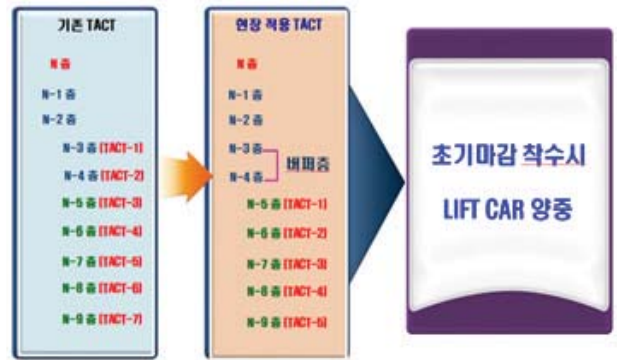 기존 TACT
N 층
N-1 층
N-2 층
N-3 층 (TACT-1)
N-4 층 (TACT-2)
N-5 층 (TACT-3)
N-6 층 (TACT-4)
N-7 층 (TACT-5)
N-8 층 (TACT-6)
N-9 층 (TACT-7)
현장 적용 TACT
N 층
N-1 층
N-2 층
N-3 층
버퍼층
N-4 층
N-5 층 (TACT-1)
N-6 층 (TACT-2)
N-7 층 (TACT-3)
N-8 층 (TACT-4)
N-9 층 (TACT-5)
초기마감 착수시
LIFT CAR 양중